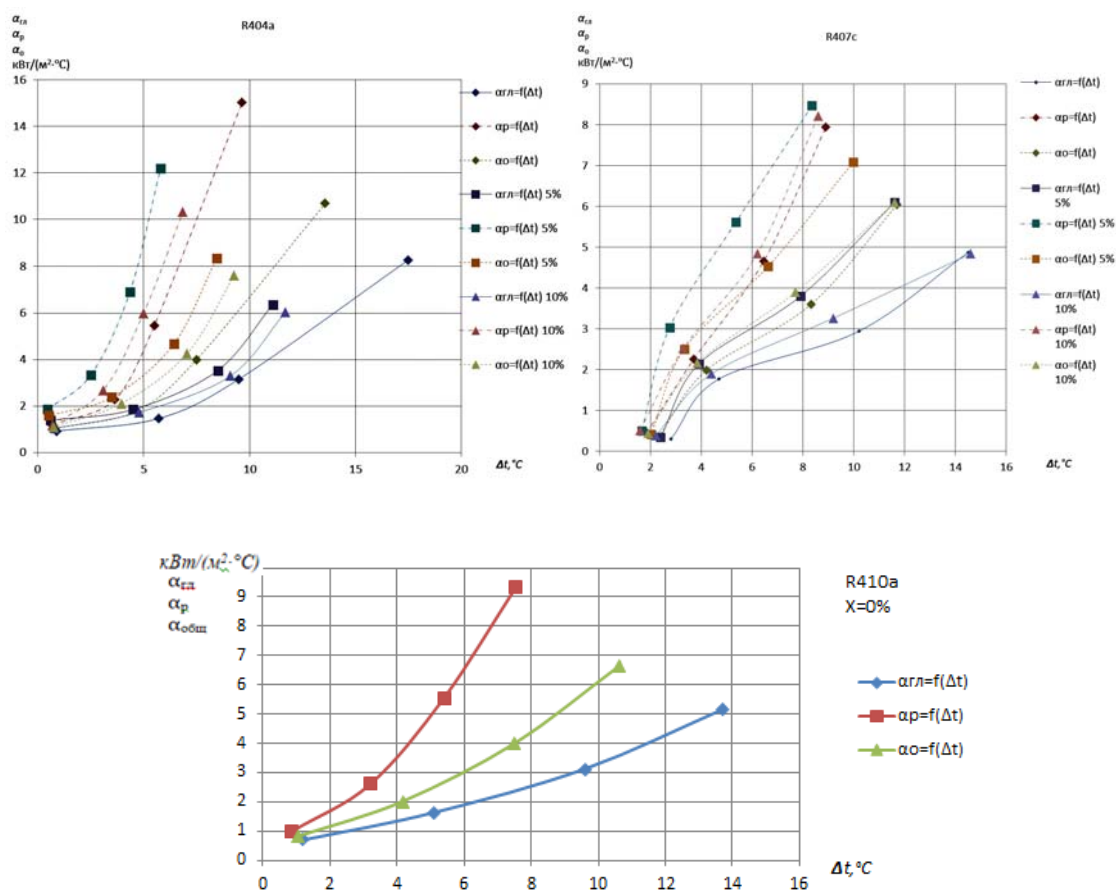 αгл
αр
αо
кВт/(м²·°С)
R404a
16
14
12
10
8
6
4
2
0
0 5 10 15 20
Δt,°C
αгл=f(Δt)
αр=f(Δt)
αо=f(Δt)
αгл=f(Δt) 5%
αр=f(Δt) 5%
αо=f(Δt) 5%
αгл=f(Δt) 10%
αр=f(Δt) 10%
αо=f(Δt) 10%
αгл
αр
αо
кВт/(м²·°С)
R407c
9
8
7
6
5
4
3
2
1
0
0 2 4 6 8 10 12 14 16
Δt,°C
αгл=f(Δt)
αр=f(Δt)
αо=f(Δt)
αгл=f(Δt)
5%
αр=f(Δt) 5%
αо=f(Δt) 5%
αгл=f(Δt)
10%
αр=f(Δt)
10%
αо=f(Δt)
10%
кВт/(м²·°С)
αгл
αр
αобщ
9
8
7
6
5
4
3
2
1
0
0 2 4 6 8 10 12 14 16
Δt,°C
R410a
X=0%
αгл=f(Δt)
αр=f(Δt)
αо=f(Δt)